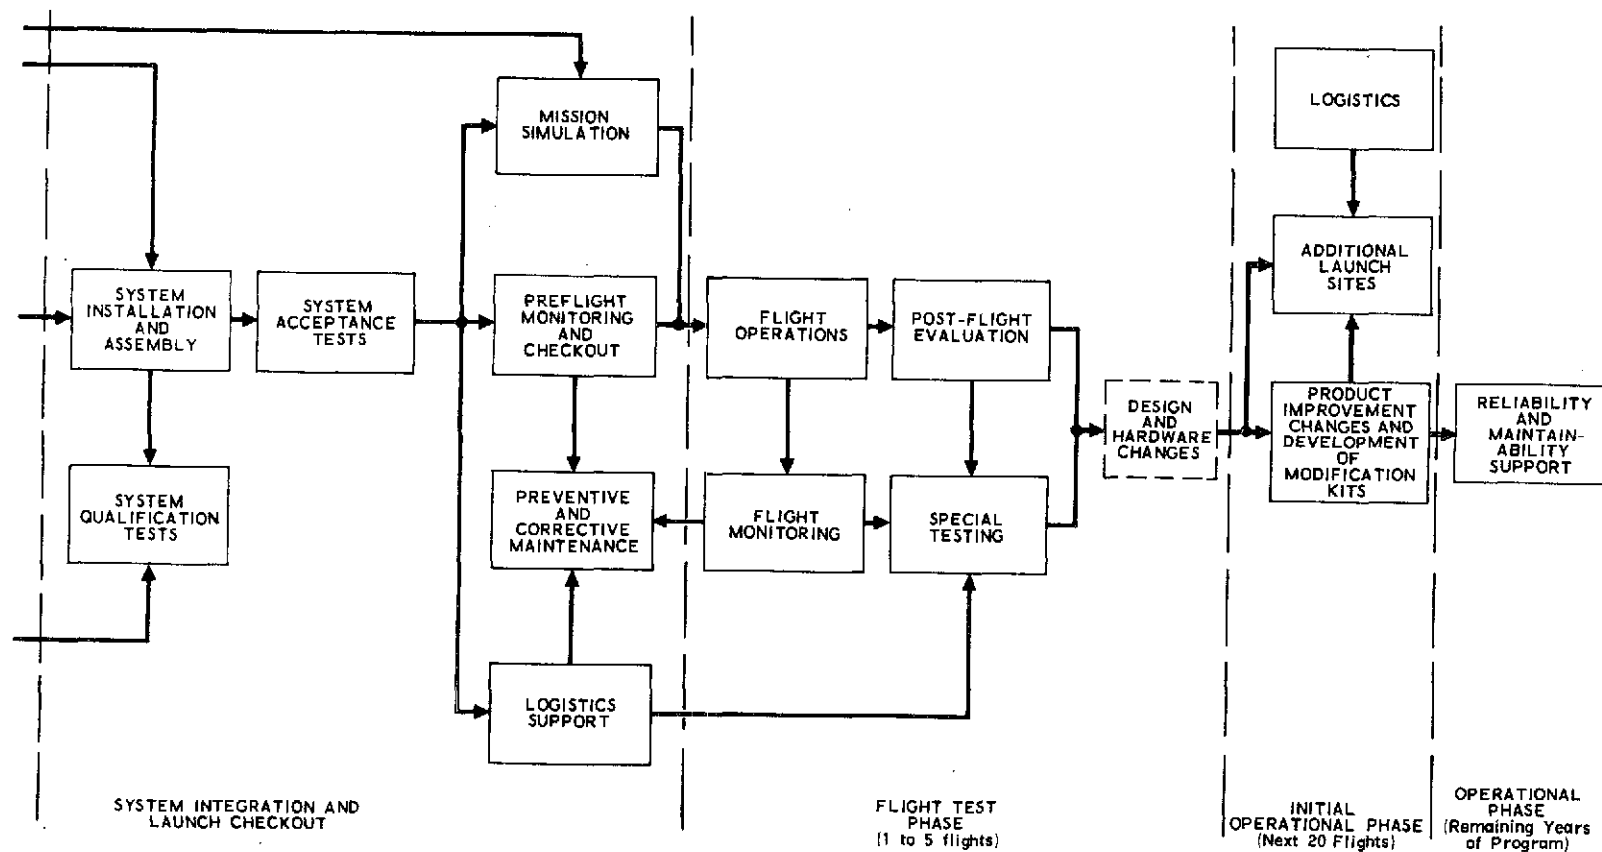 MISSION
SIMULATION
LOGISTICS
SYSTEM
INSTALLATION
AND
ASSEMBLY
SYSTEM
ACCEPTANCE
TESTS
PREFLIGHT
MONITORING
AND
CHECKOUT
FLIGHT
OPERATIONS
POST-FLIGHT
EVALUATION
ADDITIONAL
LAUNCH
SITES
DESIGN
AND
HARDWARE
CHANGES
PRODUCT
IMPROVEMENT
CHANGES AND
DEVELOPMENT
OF
MODIFICATION
KITS
RELIABILITY
AND
MAINTAIN-
ABILITY
SUPPORT
SYSTEM
QUALIFICATION
TESTS
PREVENTIVE
AND
CORRECTIVE
MAINTENANCE
FLIGHT
MONITORING
SPECIAL
TESTING
LOGISTICS
SUPPORT
SYSTEM INTEGRATION AND
LAUNCH CHECKOUT
FLIGHT TEST
PHASE
(1 to 5 flights)
INITIAL
OPERATIONAL PHASE
(Next 20 Flights)
OPERATIONAL
PHASE
(Remaining Years
of Program)